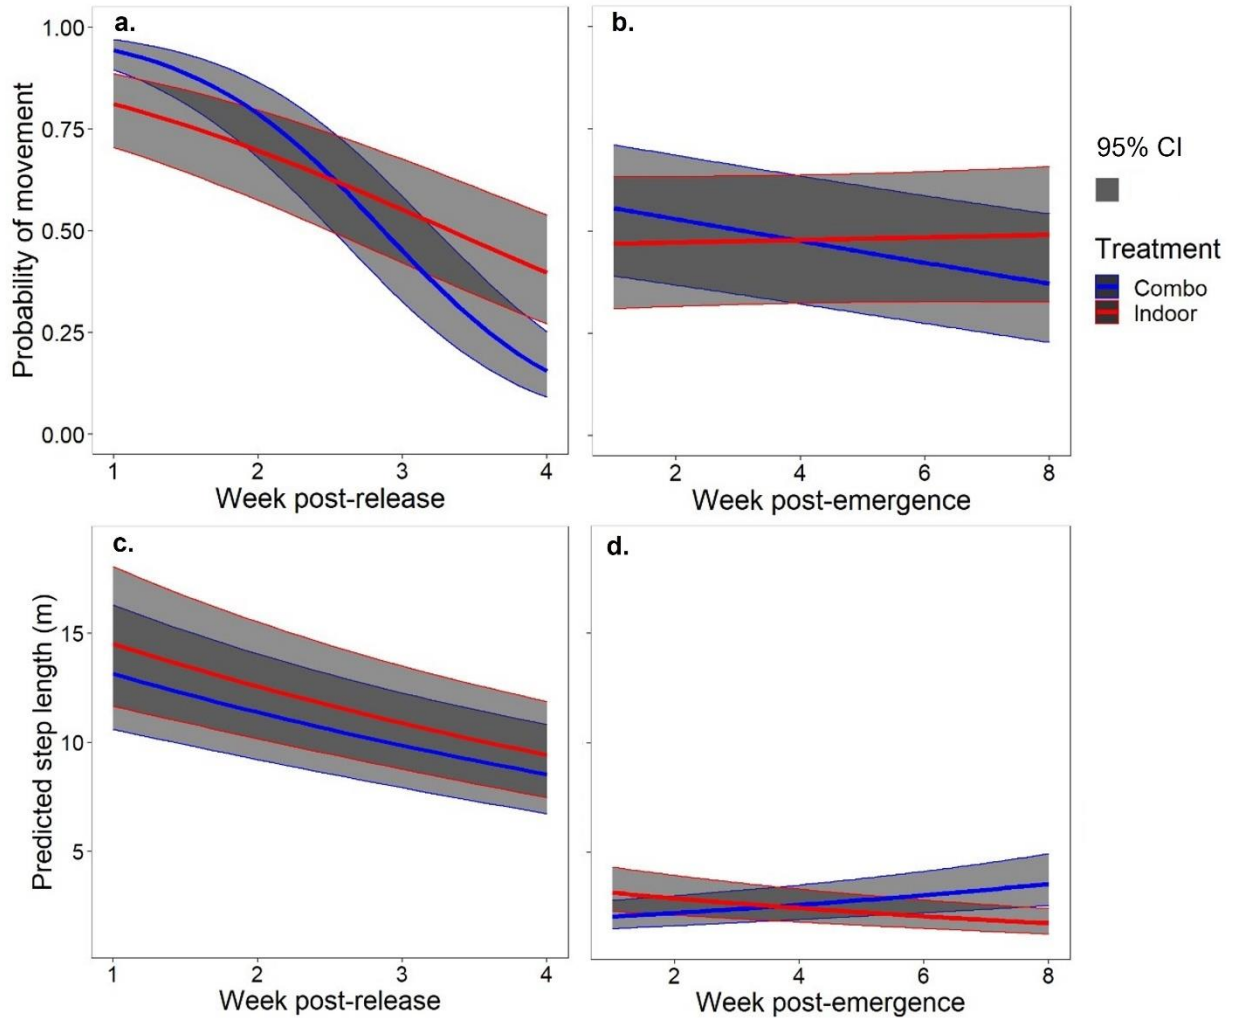 a.
1.00
0.75
0.50
0.25
0.00
Probability of movement
1
2
3
4
Week post-release
b.
2
4
6
8
Week post-emergence
95% CI
Treatment
Combo
Indoor
c.
15
10
5
Predicted step length (m)
1
2
3
4
Week post-release
d.
2
4
6
8
Week post-emergence